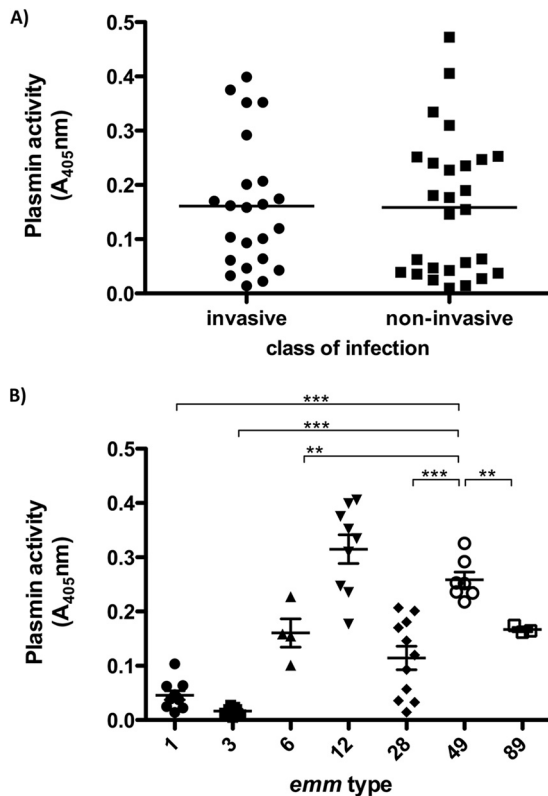 A)
Plasmin activity
(A405nm)
0.5
0.4
0.3
0.2
0.1
0.0
invasive non-invasive
class of infection
B)
***
***
**
*** **
Plasmin activity
(A405nm)
0.5
0.4
0.3
0.2
0.1
0.0
1 3 6 12 28 49 89
emm type